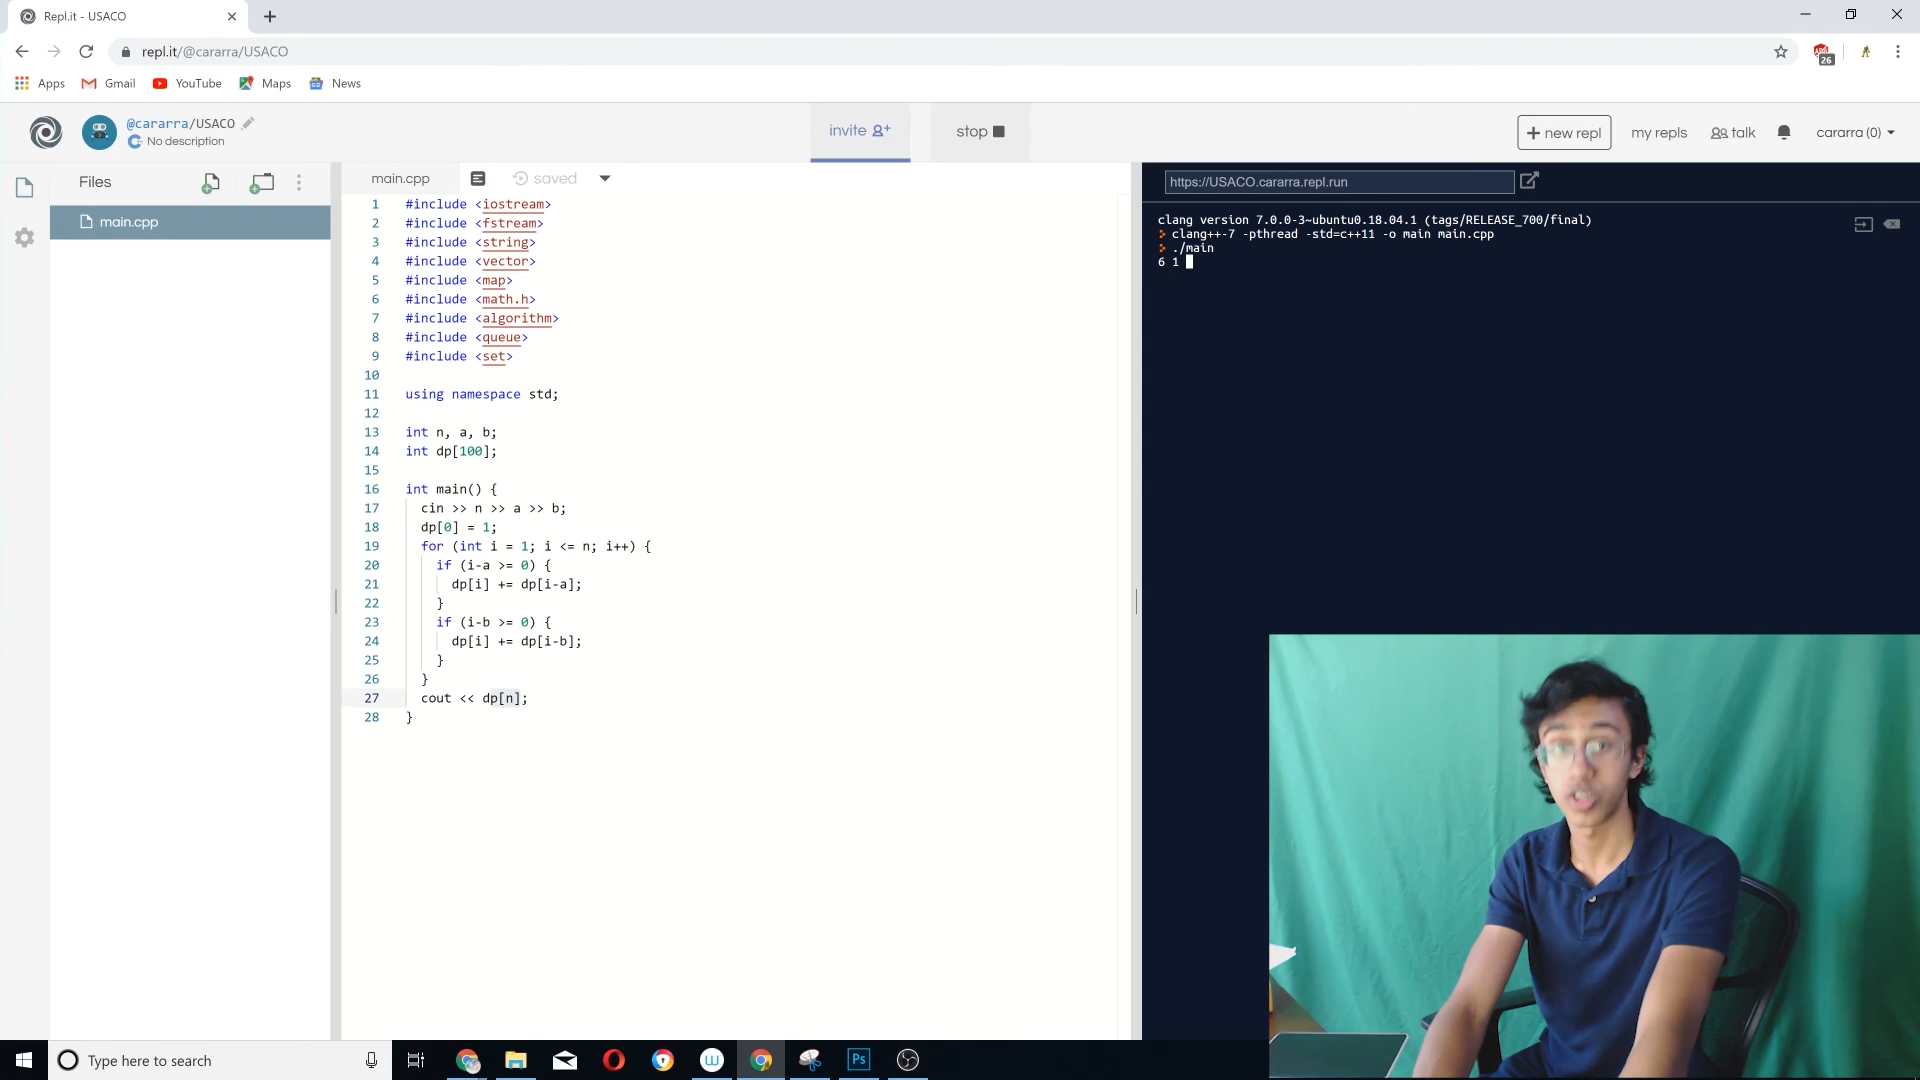 Repl.it - USACO
repl.it/@cararra/USACO
26
Apps Gmail YouTube Maps News
@cararra/USACO
No description
invite
stop
+ new repl
my repls
talk
cararra (0)
Files
main.cpp
main.cpp
saved
https://USACO.cararra.repl.run
1 #include <iostream>
2 #include <fstream>
3 #include <string>
4 #include <vector>
5 #include <map>
6 #include <math.h>
7 #include <algorithm>
8 #include <queue>
9 #include <set>
10
11 using namespace std;
12
13 int n, a, b;
14 int dp[100];
15
16 int main() {
17 cin >> n >> a >> b;
18 dp[0] = 1;
19 for (int i = 1; i <= n; i++) {
20 if (i-a >= 0) {
21 dp[i] += dp[i-a];
22 }
23 if (i-b >= 0) {
24 dp[i] += dp[i-b];
25 }
26 }
27 cout << dp[n];
28 }
clang version 7.0.0-3~ubuntu0.18.04.1 (tags/RELEASE_700/final)
clang++-7 -pthread -std=c++11 -o main main.cpp
./main
6 1
Type here to search
W
Ps